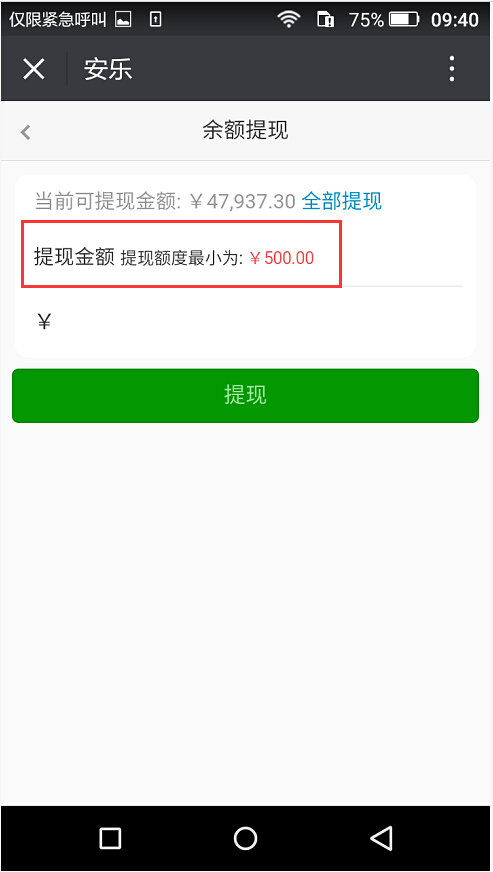 仅限紧急呼叫 75% 09:40
安乐
余额提现
当前可提现金额: ￥47,937.30 全部提现
提现金额 提现额度最小为: ￥500.00
￥
提现